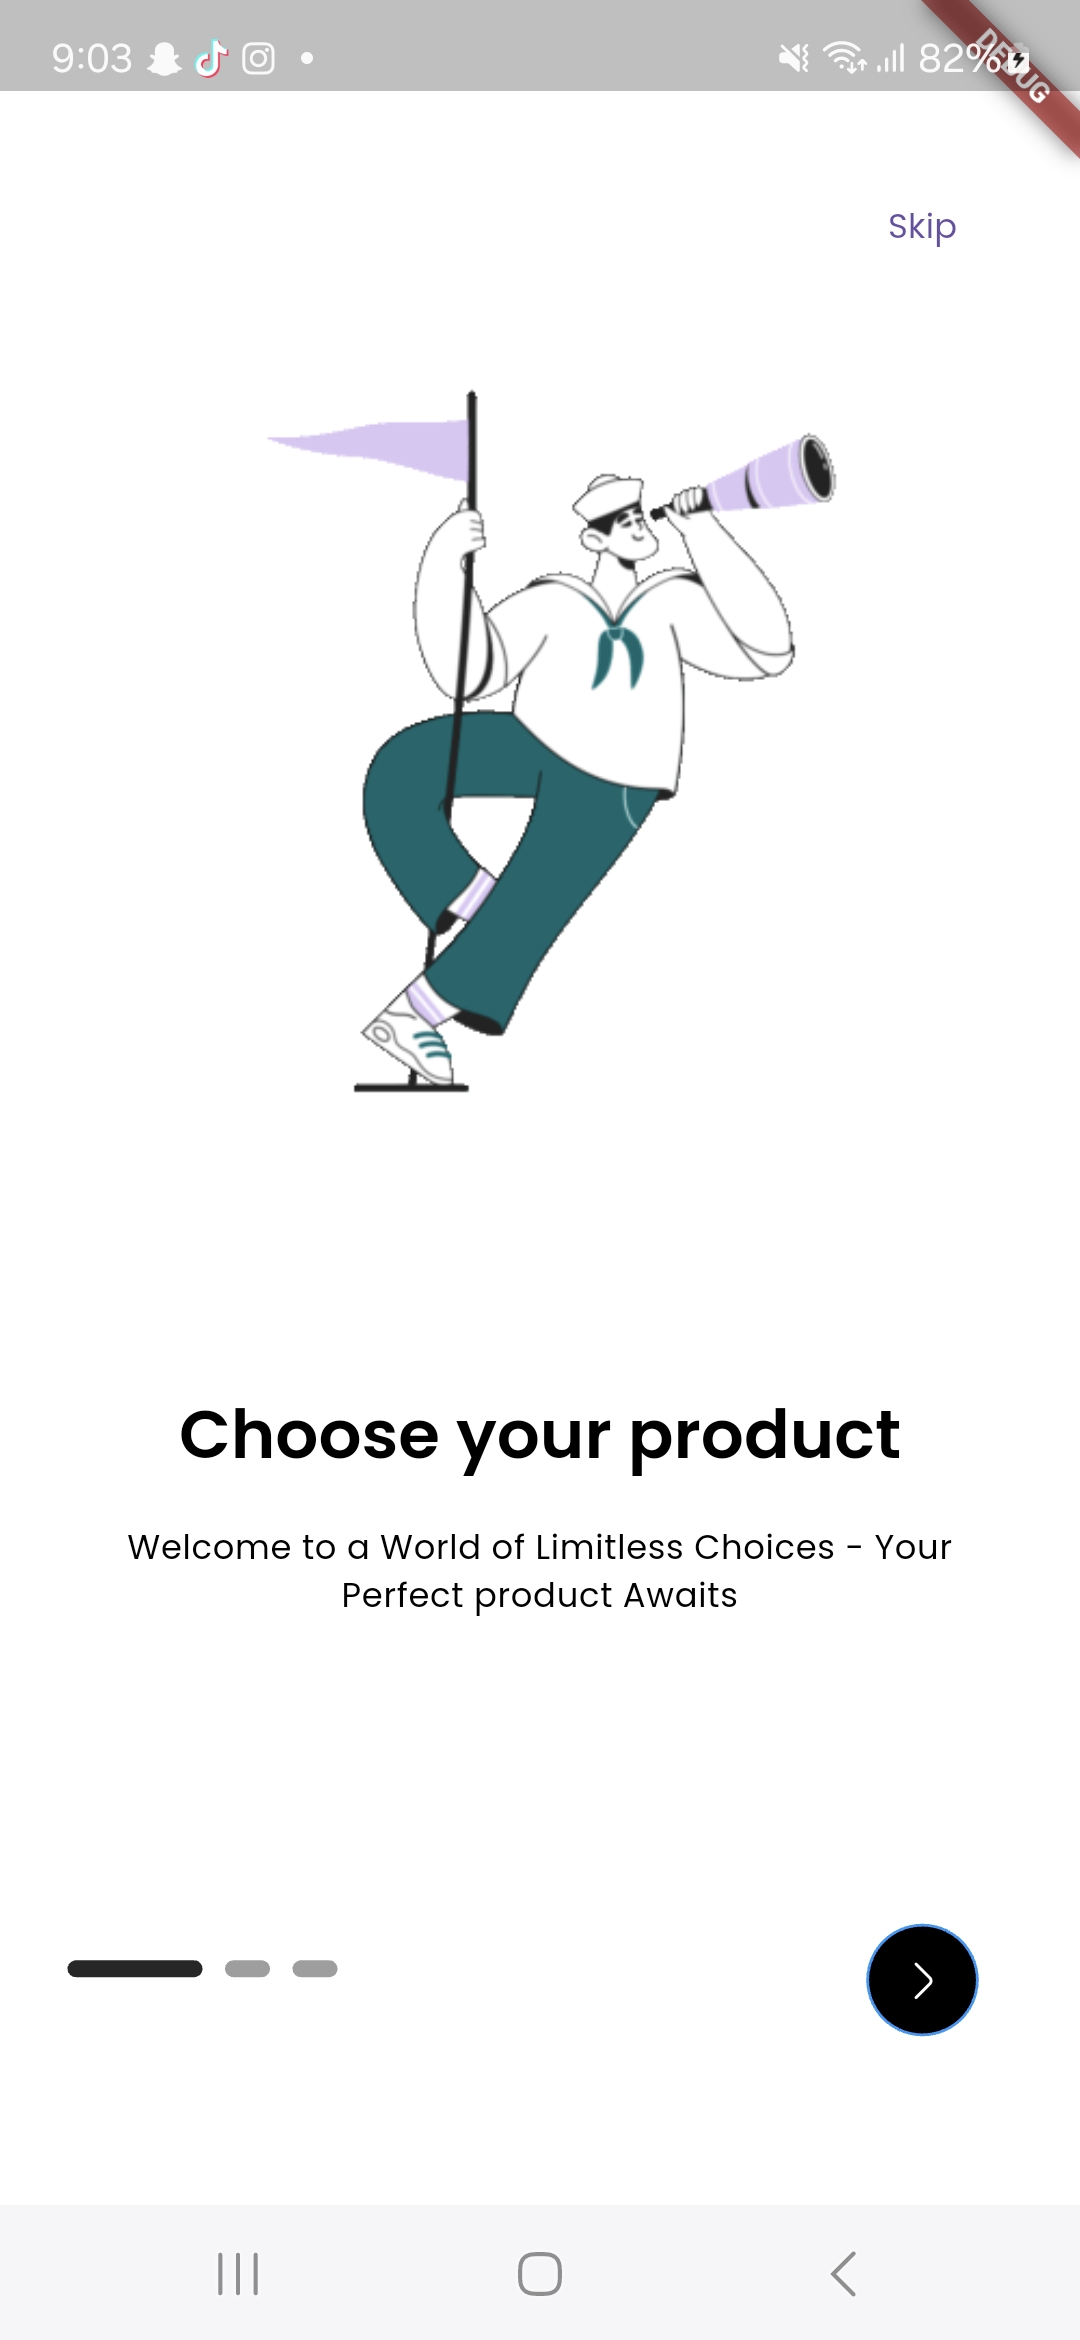 9:03
82%
DEBUG
Skip
Choose your product
Welcome to a World of Limitless Choices - Your
Perfect product Awaits